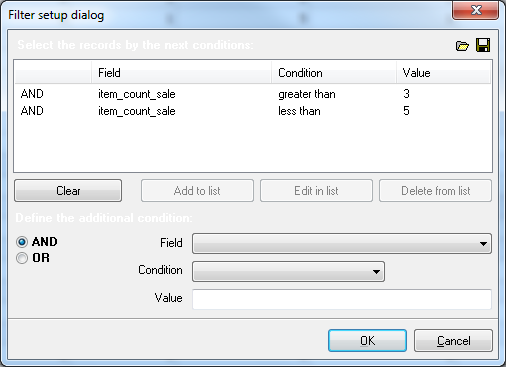 Filter setup dialog
Select the records by the next conditions:
Field Condition Value
AND item_count_sale greater than 3
AND item_count_sale less than 5
Clear Add to list Edit in list Delete from list
Define the additional condition:
AND Field
OR
Condition
Value
OK Cancel